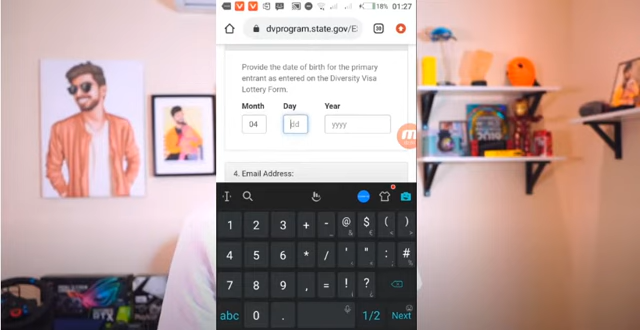 18% 01:27
dvprogram.state.gov/E
38
Provide the date of birth for the primary
entrant as entered on the Diversity Visa
Lottery Form.
Month Day Year
04 dd yyyy
4. Email Address:
1 2 3 + - @ $ ( )
4 5 6 * / ' " : #
7 8 9 , = ! ?
abc 0 . 1/2 Next